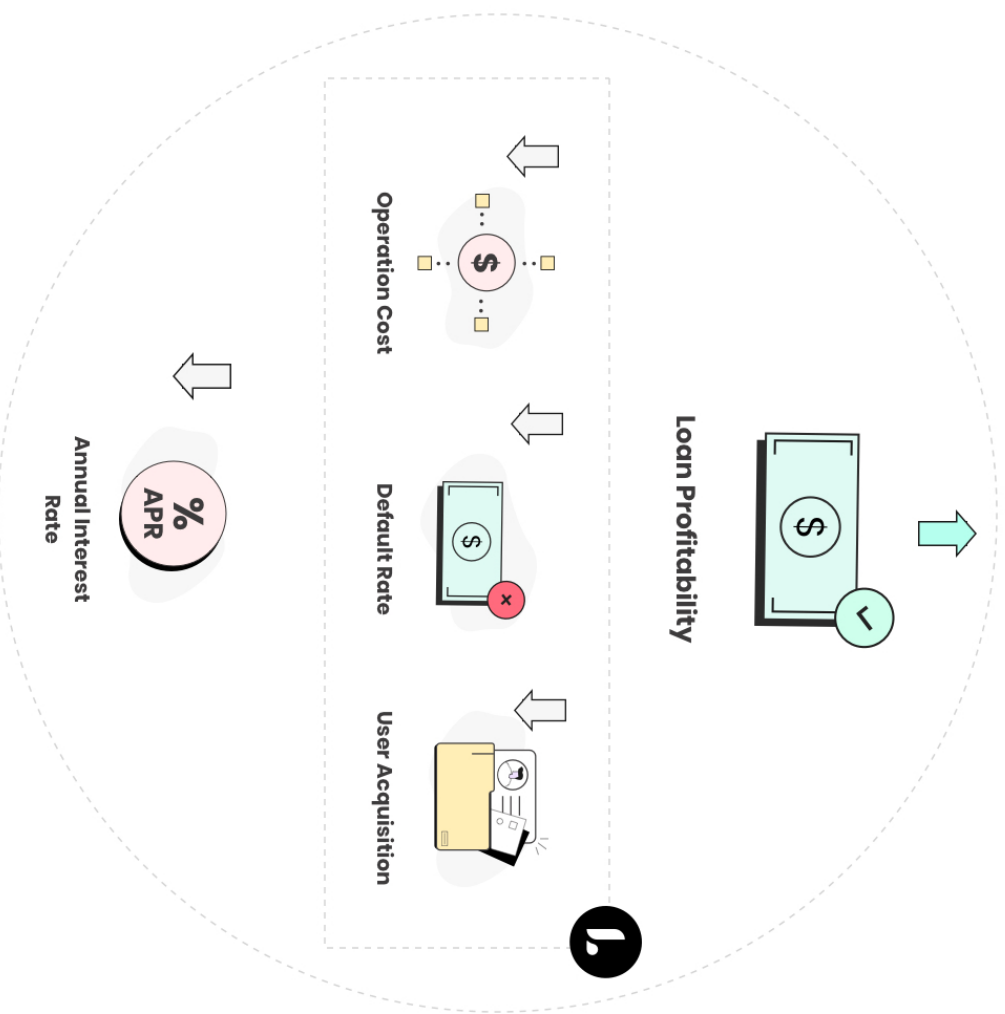 $
Loan Profitability
$
Operation Cost
$
Default Rate
User Acquisition
%
APR
Annual Interest
Rate